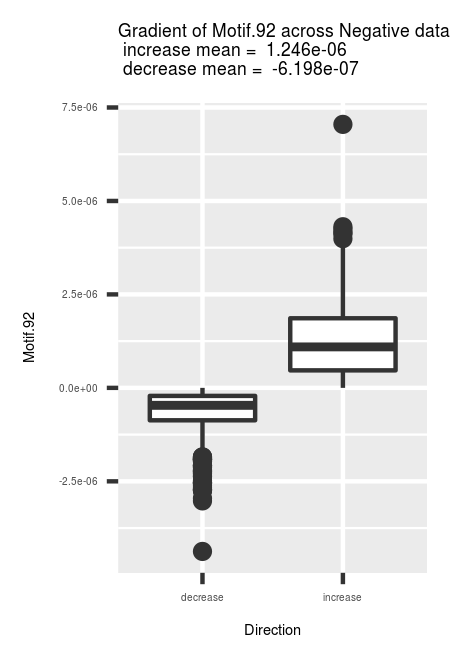 Gradient of Motif.92 across Negative data
increase mean =  1.246e-06
decrease mean =  -6.198e-07
7.5e-06
5.0e-06
2.5e-06
0.0e+00
-2.5e-06
Motif.92
decrease
increase
Direction